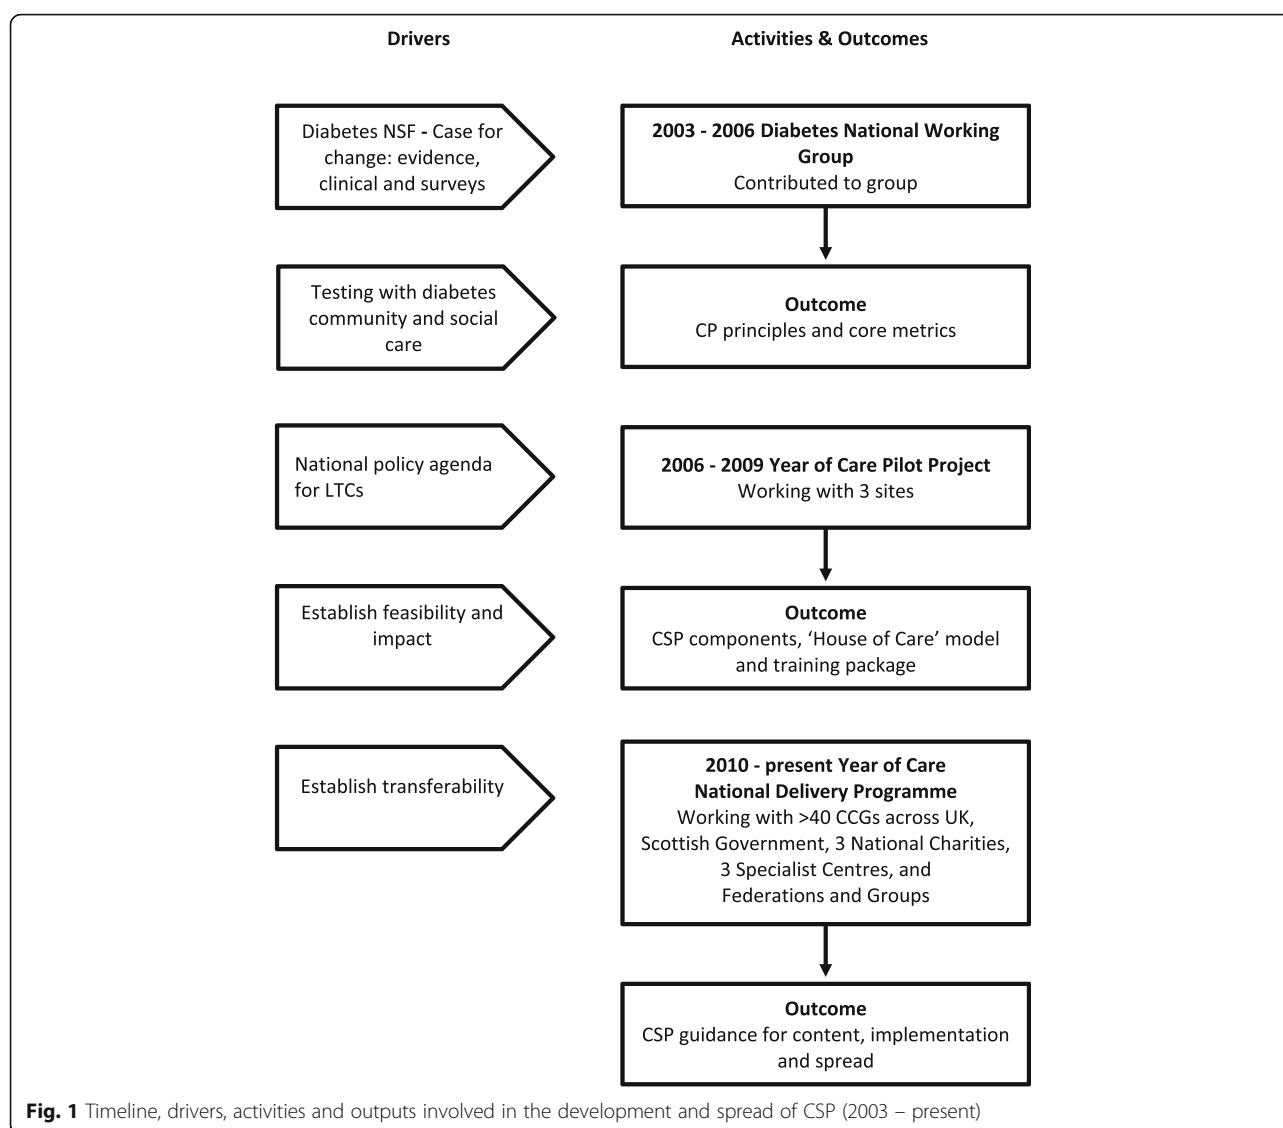 Drivers
Activities & Outcomes
Diabetes NSF - Case for
change: evidence,
clinical and surveys
2003 - 2006 Diabetes National Working
Group
Contributed to group
Testing with diabetes
community and social
care
Outcome
CP principles and core metrics
National policy agenda
for LTCs
2006 - 2009 Year of Care Pilot Project
Working with 3 sites
Establish feasibility and
impact
Outcome
CSP components, ‘House of Care’ model
and training package
Establish transferability
2010 - present Year of Care
National Delivery Programme
Working with >40 CCGs across UK,
Scottish Government, 3 National Charities,
3 Specialist Centres, and
Federations and Groups
Outcome
CSP guidance for content, implementation
and spread
Fig. 1 Timeline, drivers, activities and outputs involved in the development and spread of CSP (2003 – present)